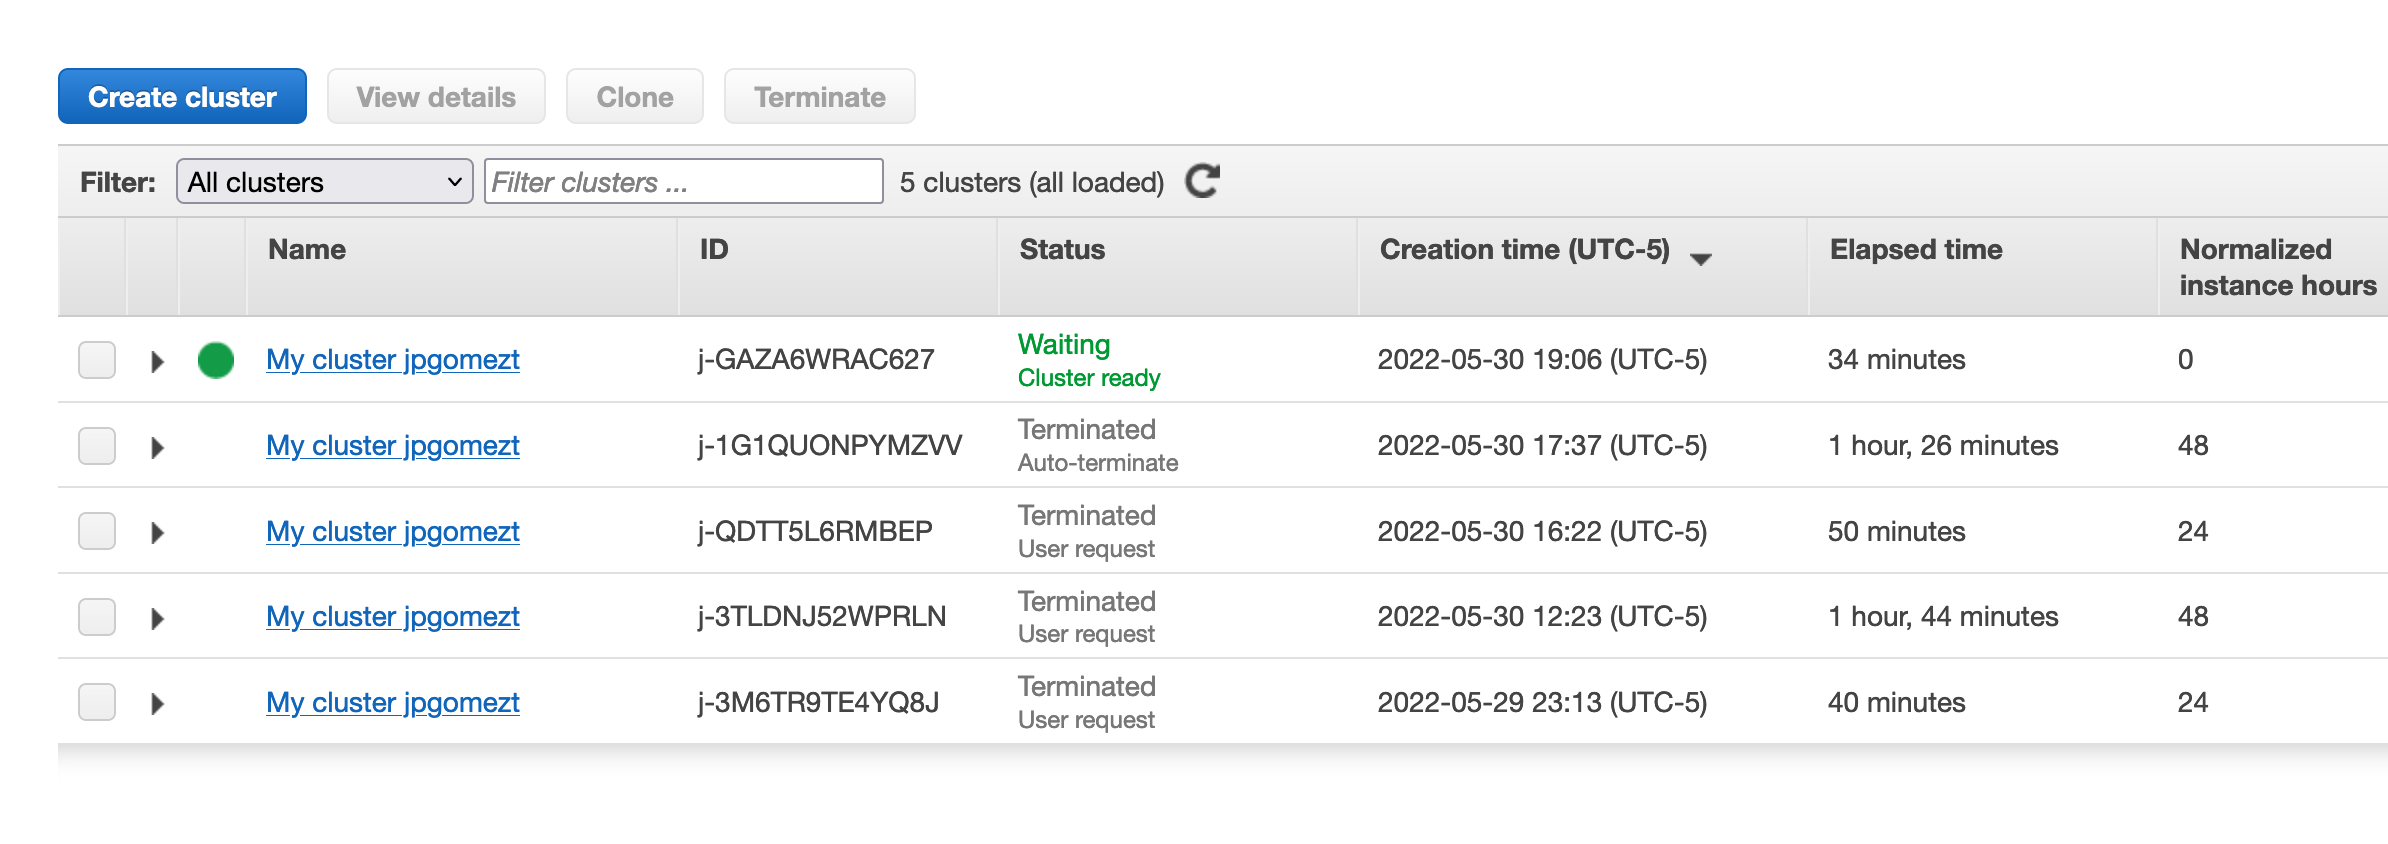 Create cluster View details Clone Terminate
Filter: All clusters Filter clusters ... 5 clusters (all loaded)
Name ID Status Creation time (UTC-5) Elapsed time Normalized instance hours
My cluster jpgomezt j-GAZA6WRAC627 Waiting Cluster ready 2022-05-30 19:06 (UTC-5) 34 minutes 0
My cluster jpgomezt j-1G1QUONPYMZVV Terminated Auto-terminate 2022-05-30 17:37 (UTC-5) 1 hour, 26 minutes 48
My cluster jpgomezt j-QDTT5L6RMBEP Terminated User request 2022-05-30 16:22 (UTC-5) 50 minutes 24
My cluster jpgomezt j-3TLDNJ52WPRLN Terminated User request 2022-05-30 12:23 (UTC-5) 1 hour, 44 minutes 48
My cluster jpgomezt j-3M6TR9TE4YQ8J Terminated User request 2022-05-29 23:13 (UTC-5) 40 minutes 24